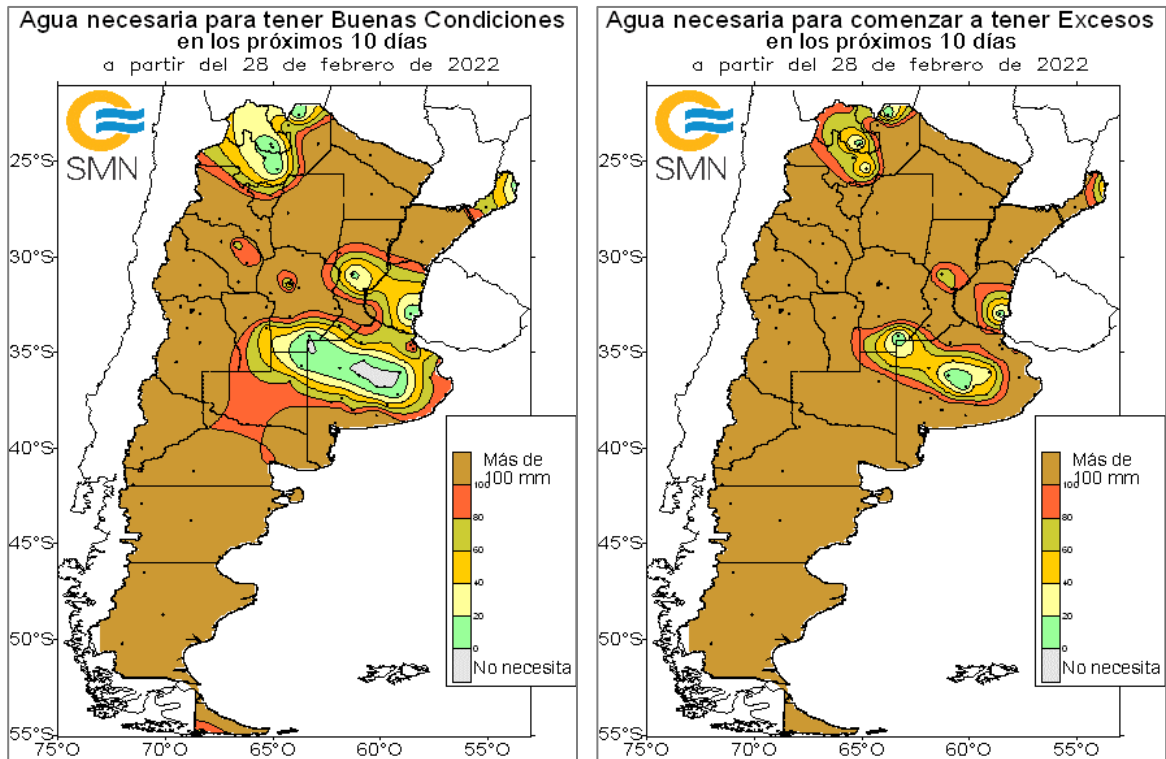 Agua necesaria para tener Buenas Condiciones
en los próximos 10 días
a partir del 28 de febrero de 2022
SMN
25°S
30°S
35°S
40°S
45°S
50°S
55°S
75°O
70°O
65°O
60°O
55°O
Más de
100 mm
100
80
60
40
20
0
No necesita
Agua necesaria para comenzar a tener Excesos
en los próximos 10 días
a partir del 28 de febrero de 2022
SMN
25°S
30°S
35°S
40°S
45°S
50°S
55°S
75°O
70°O
65°O
60°O
55°O
Más de
100 mm
100
80
60
40
20
0
No necesita